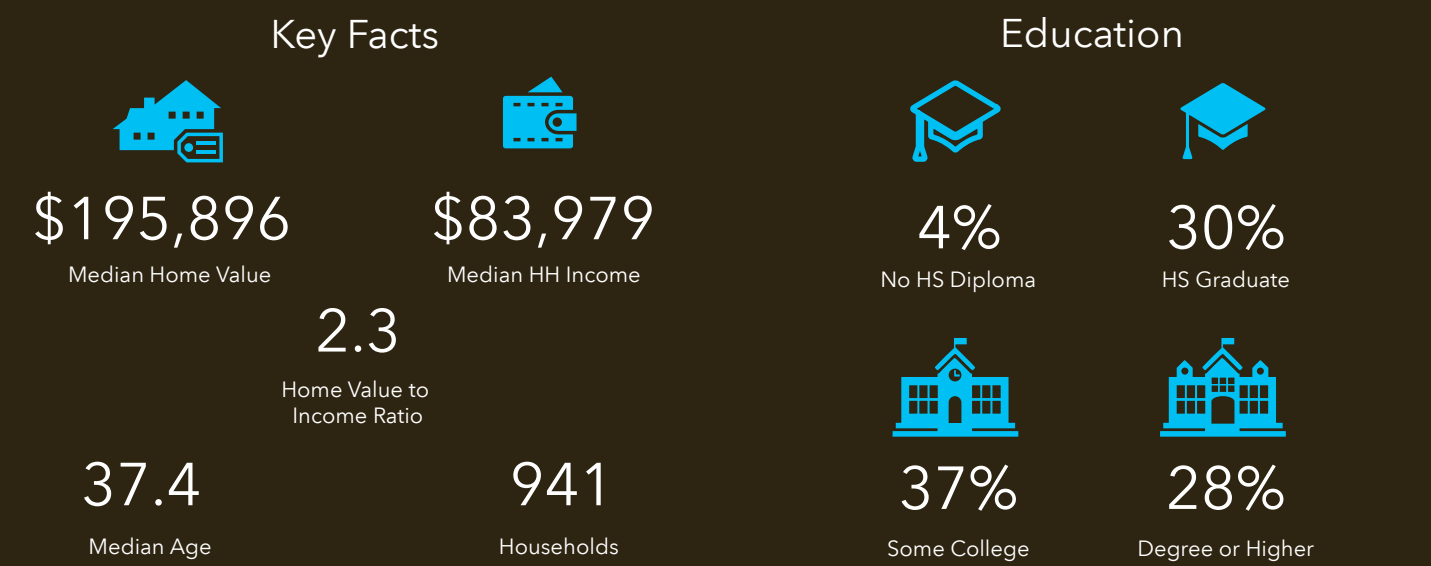 Key Facts
$195,896
Median Home Value
$83,979
Median HH Income
2.3
Home Value to
Income Ratio
37.4
Median Age
941
Households
Education
4%
No HS Diploma
30%
HS Graduate
37%
Some College
28%
Degree or Higher